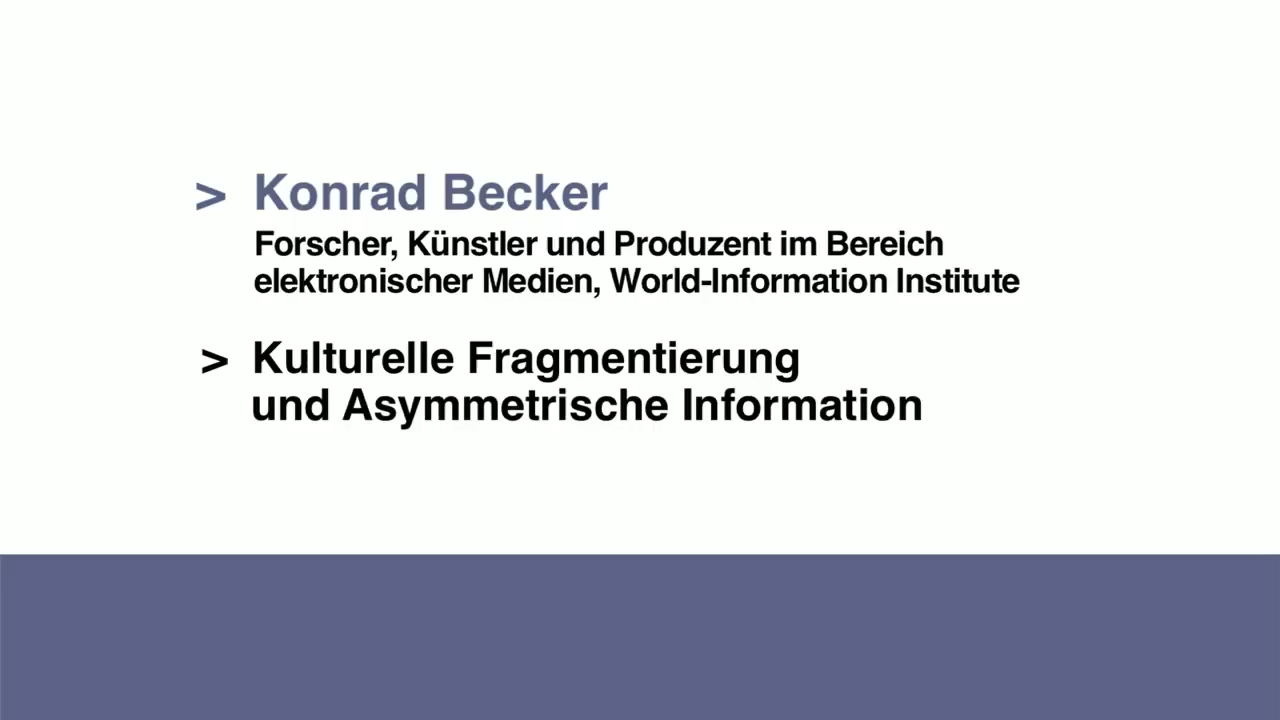 > Konrad Becker
Forscher, Künstler und Produzent im Bereich
elektronischer Medien, World-Information Institute
> Kulturelle Fragmentierung
und Asymmetrische Information